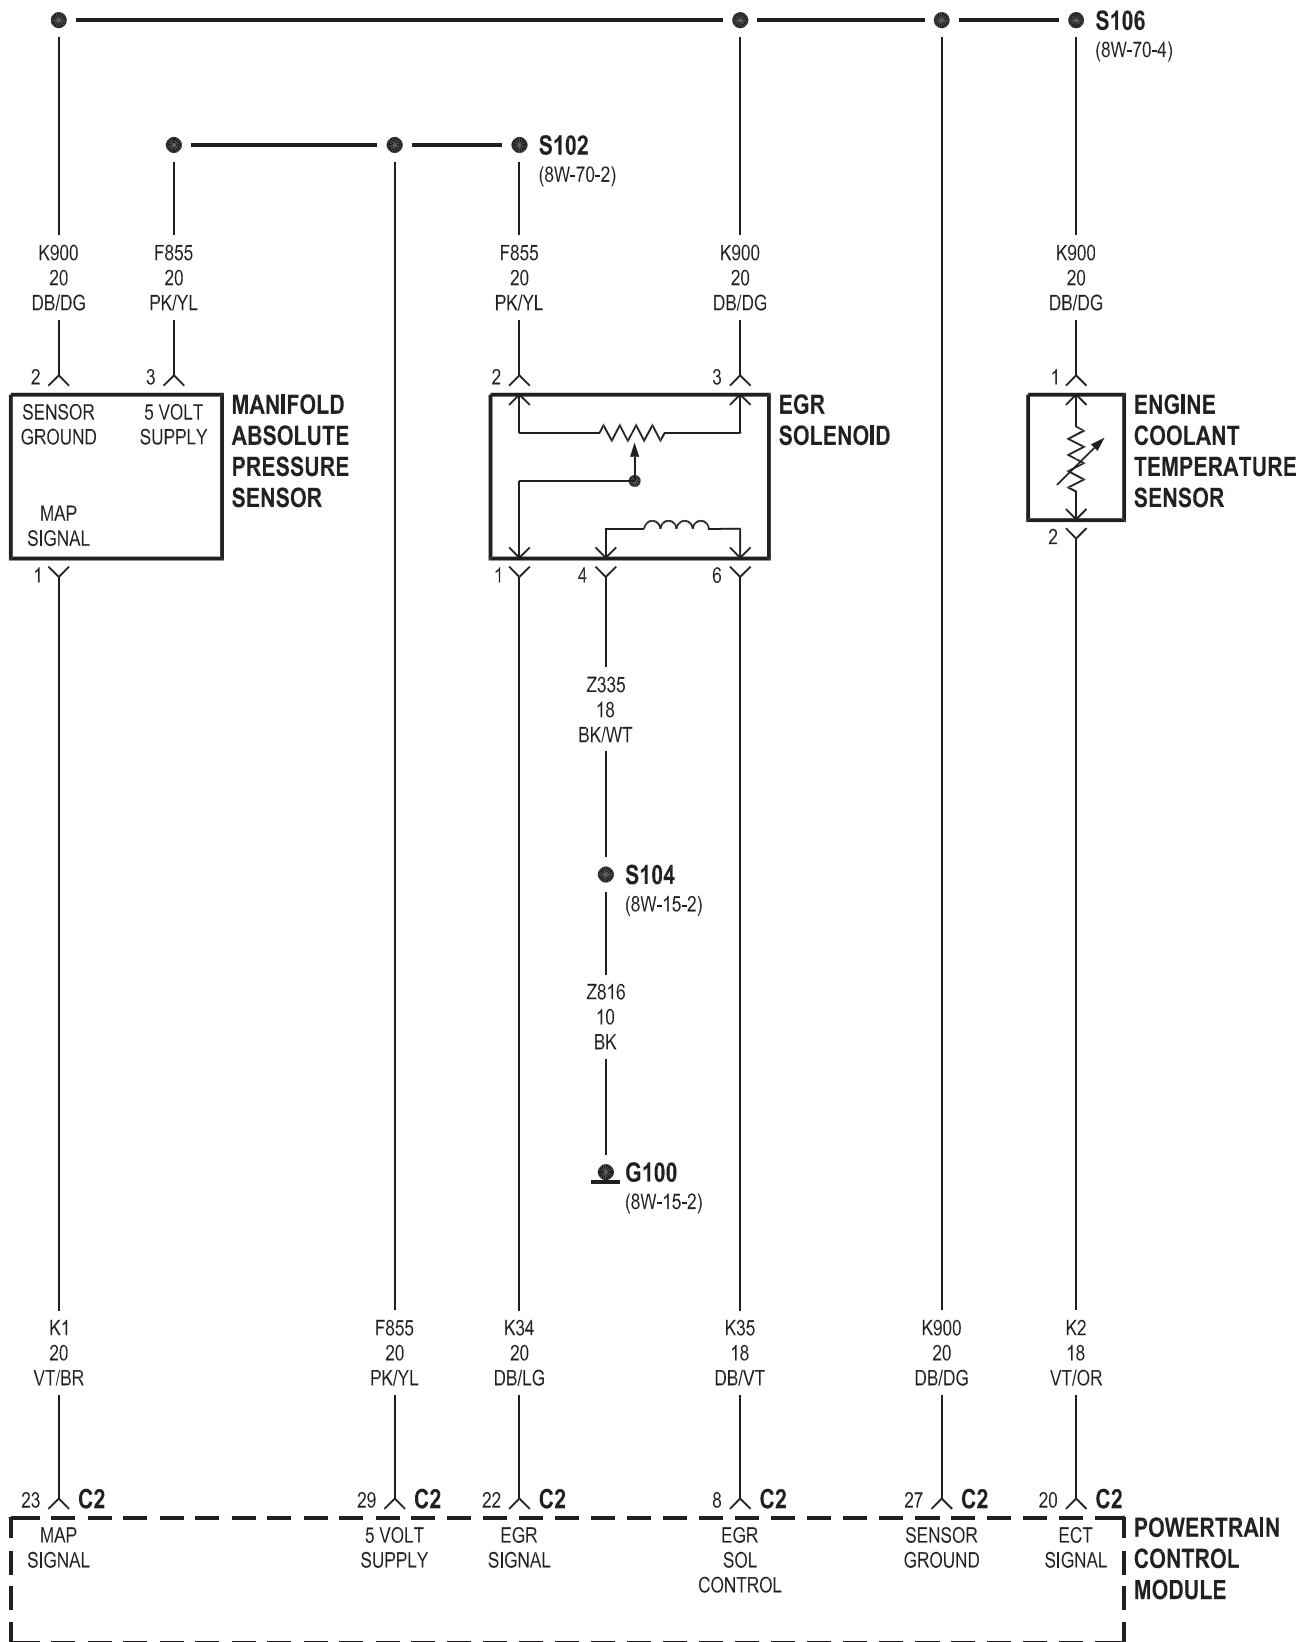 S106
(8W-70-4)
S102
(8W-70-2)
K900
20
DB/DG
F855
20
PK/YL
F855
20
PK/YL
K900
20
DB/DG
K900
20
DB/DG
2
3
2
3
1
SENSOR
GROUND
5 VOLT
SUPPLY
MAP
SIGNAL
MANIFOLD
ABSOLUTE
PRESSURE
SENSOR
EGR
SOLENOID
ENGINE
COOLANT
TEMPERATURE
SENSOR
1
1
4
6
2
Z335
18
BK/WT
S104
(8W-15-2)
Z816
10
BK
G100
(8W-15-2)
K1
20
VT/BR
F855
20
PK/YL
K34
20
DB/LG
K35
18
DB/VT
K900
20
DB/DG
K2
18
VT/OR
23 C2
29 C2
22 C2
8 C2
27 C2
20 C2
MAP
SIGNAL
5 VOLT
SUPPLY
EGR
SIGNAL
EGR
SOL
CONTROL
SENSOR
GROUND
ECT
SIGNAL
POWERTRAIN
CONTROL
MODULE